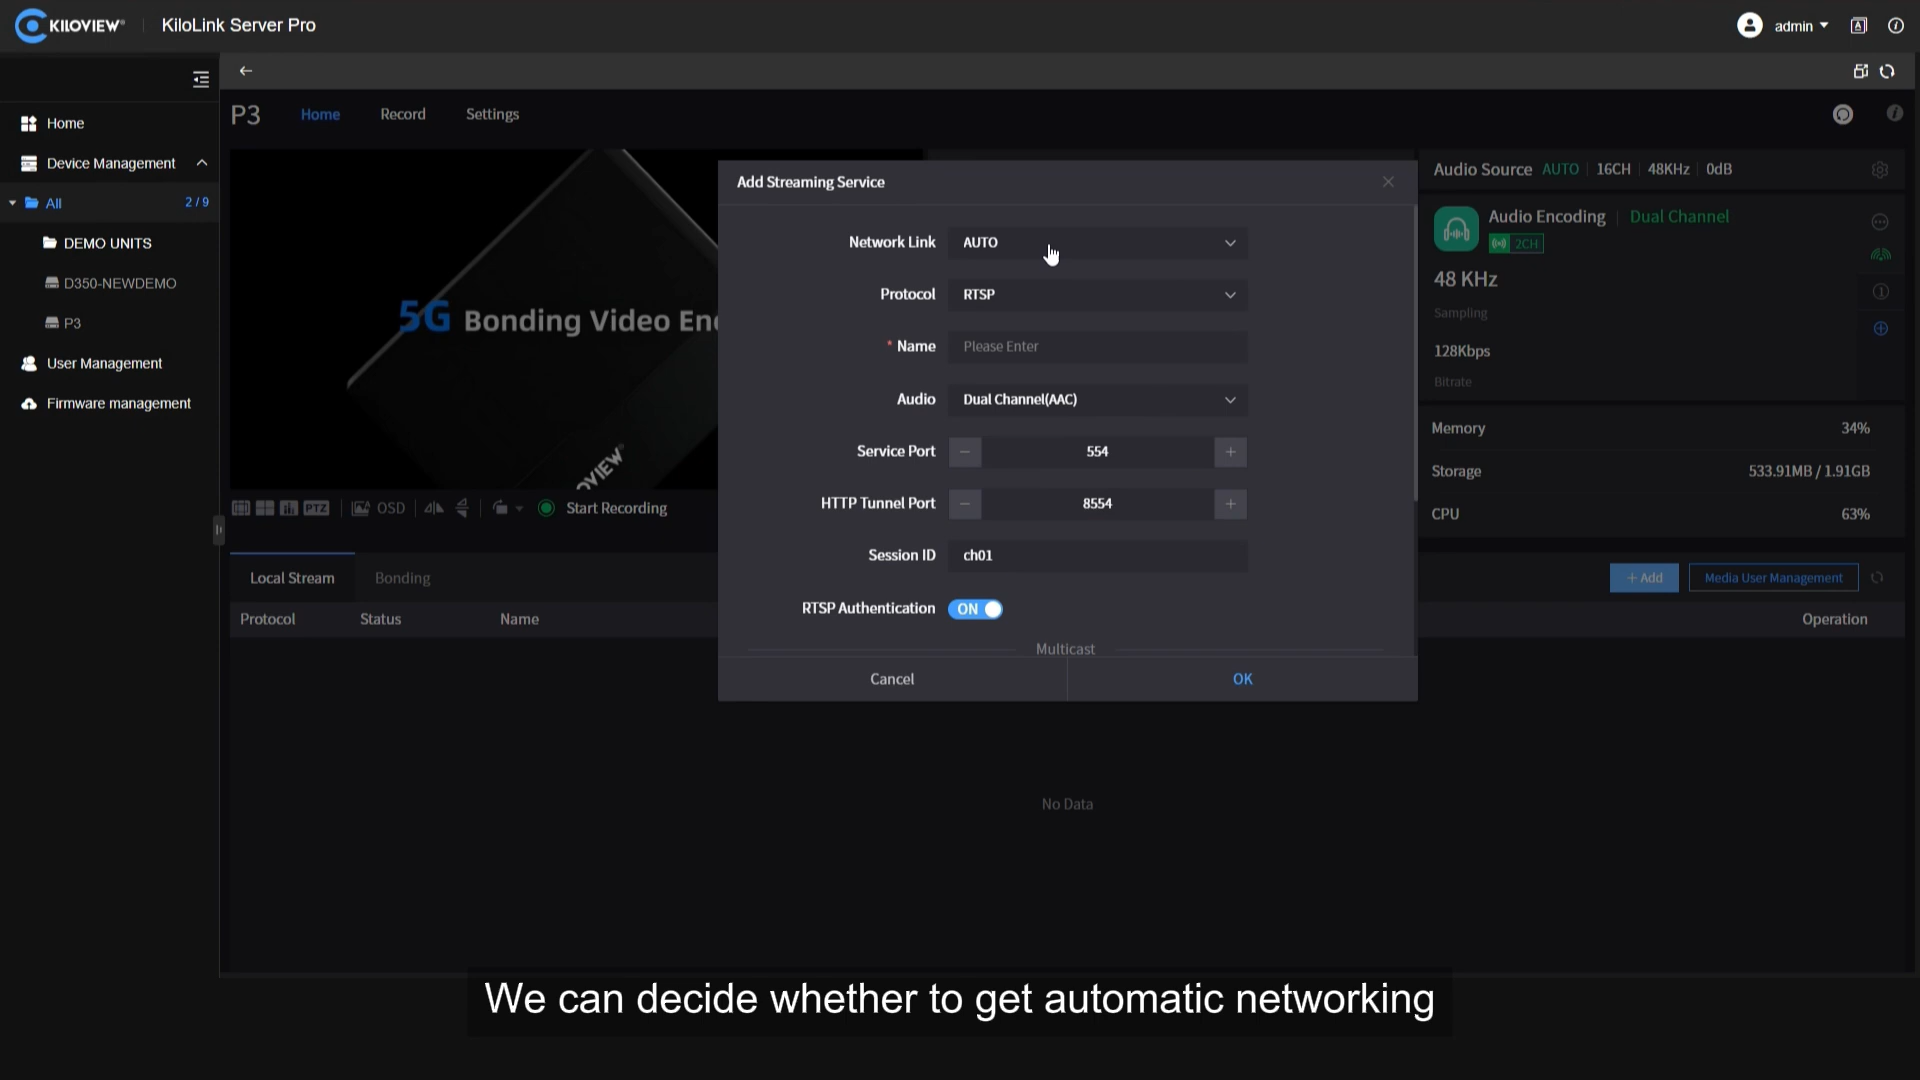 KILOVIEW KiloLink Server Pro admin
P3 Home Record Settings
Home
Device Management
All 2 / 9
DEMO UNITS
D350-NEWDEMO
P3
User Management
Firmware management
5G Bonding Video En
OVIEW
PTZ OSD Start Recording
Local Stream Bonding
Protocol Status Name
Add Streaming Service
Network Link AUTO
Protocol RTSP
* Name Please Enter
Audio Dual Channel(AAC)
Service Port − 554 +
HTTP Tunnel Port − 8554 +
Session ID ch01
RTSP Authentication ON
Multicast
Cancel OK
Audio Source AUTO 16CH 48KHz 0dB
Audio Encoding Dual Channel
2CH
48 KHz
Sampling
128Kbps
Bitrate
Memory 34%
Storage 533.91MB / 1.91GB
CPU 63%
+ Add Media User Management
Operation
No Data
We can decide whether to get automatic networking